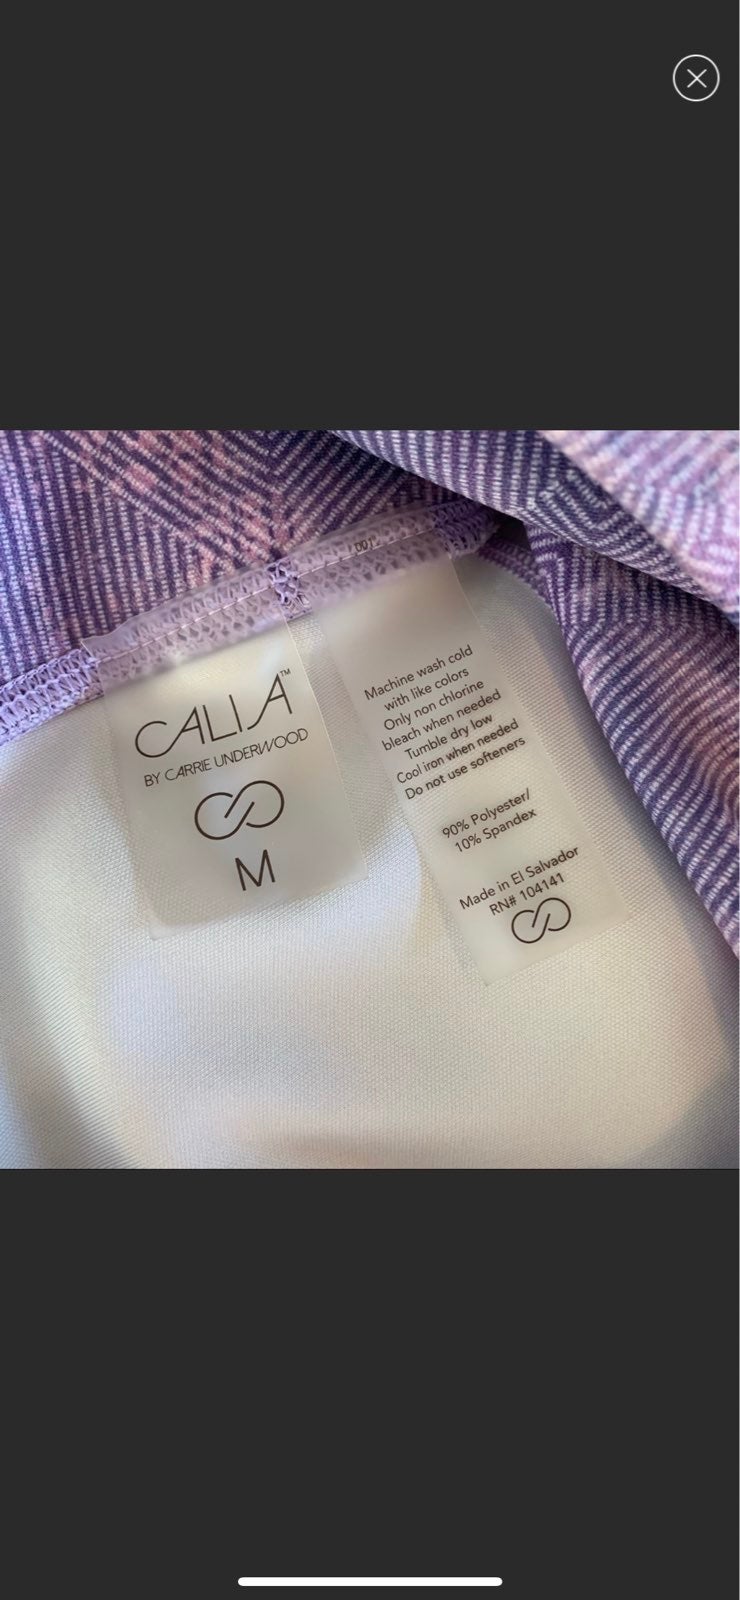 001
CALIA™
BY CARRIE UNDERWOOD
M
Machine wash cold
with like colors
Only non chlorine
bleach when needed
Tumble dry low
Cool iron when needed
Do not use softeners
90% Polyester/
10% Spandex
Made in El Salvador
RN# 104141